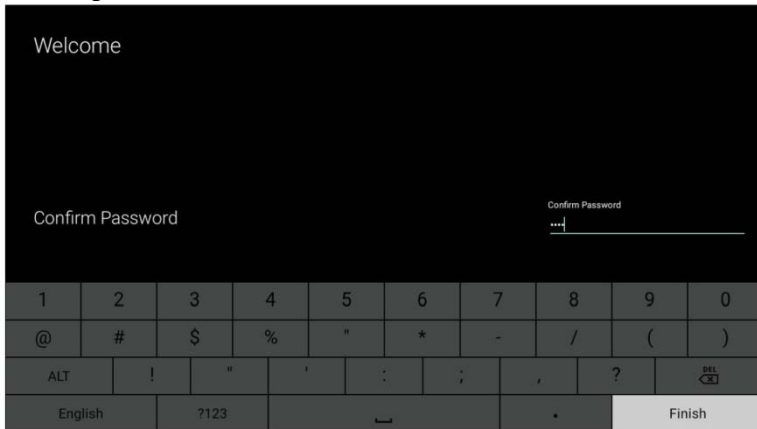 Welcome
Confirm Password
Confirm Password
••••
1 2 3 4 5 6 7 8 9 0
@ # $ % " * - / ( )
ALT ! " ' : ; , ? DEL
English ?123 . Finish